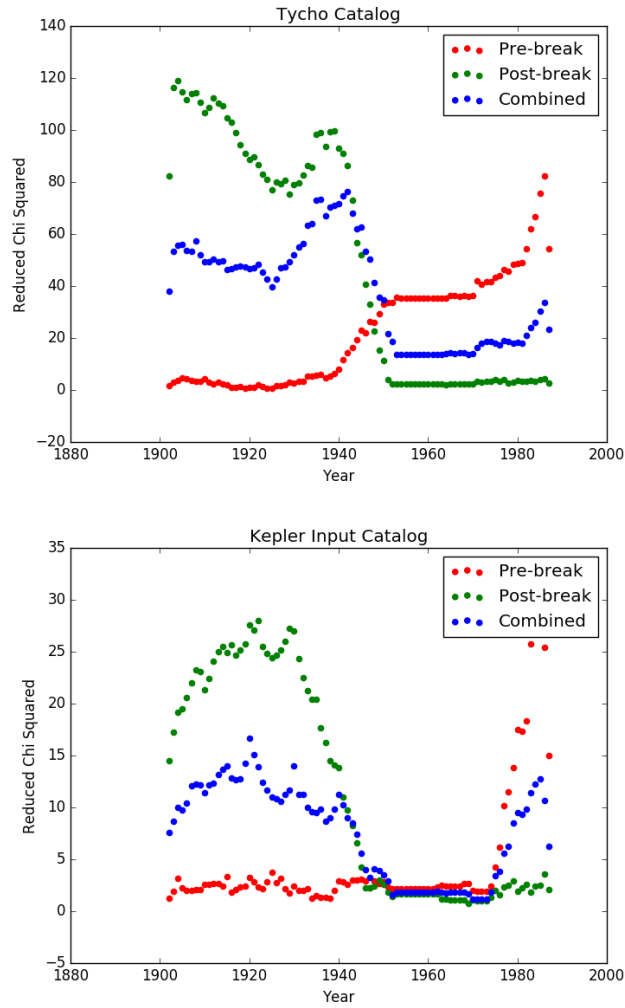 Tycho Catalog
140
120
100
80
60
40
20
0
−20
Reduced Chi Squared
Pre-break
Post-break
Combined
1880 1900 1920 1940 1960 1980 2000
Year
Kepler Input Catalog
35
30
25
20
15
10
5
0
−5
Reduced Chi Squared
Pre-break
Post-break
Combined
1880 1900 1920 1940 1960 1980 2000
Year